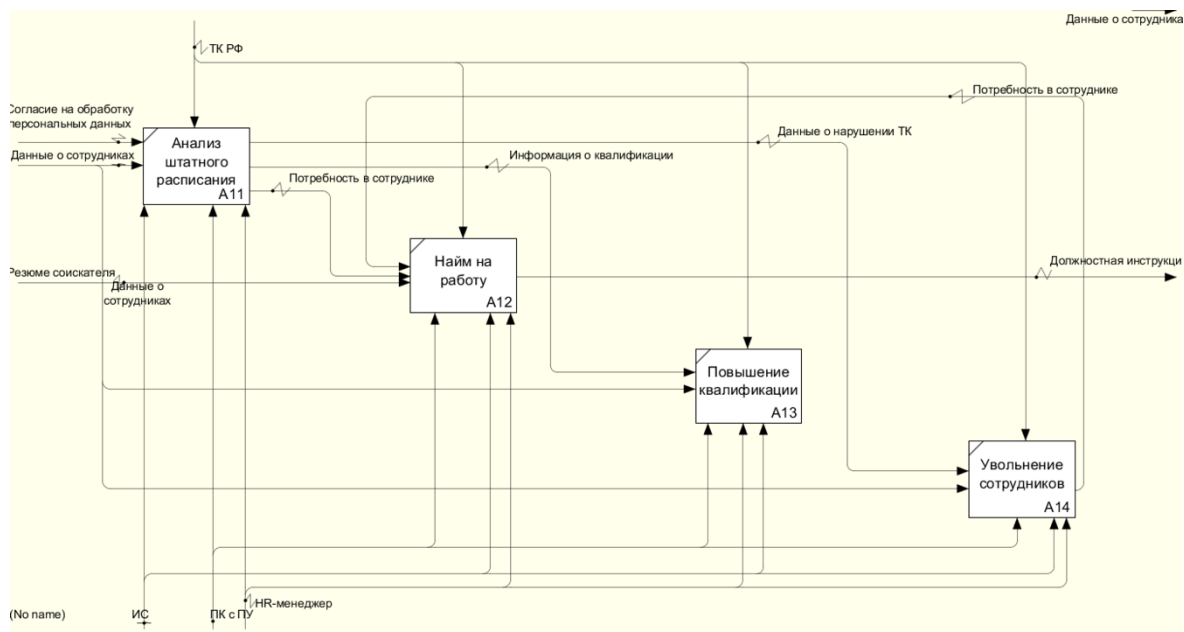 Данные о сотрудника
ТК РФ
Потребность в сотруднике
Согласие на обработку
персональных данных
Данные о нарушении ТК
Анализ
штатного
расписания
A11
Данные о сотрудниках
Информация о квалификации
Потребность в сотруднике
Найм на
работу
A12
Должностная инструкци
Резюме соискателя
Данные о
сотрудниках
Повышение
квалификации
A13
Увольнение
сотрудников
A14
(No name)
ИС
ПК с ПУ
HR-менеджер